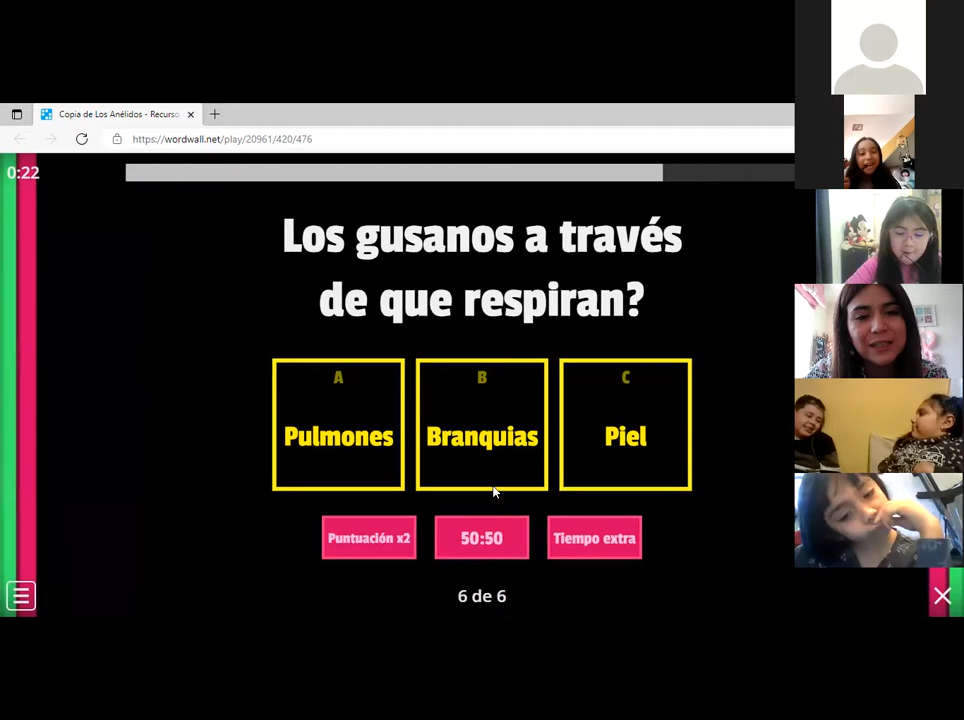 Copia de Los Anélidos - Recurso
https://wordwall.net/play/20961/420/476
0:22
Los gusanos a través
de que respiran?
A
B
C
Pulmones
Branquias
Piel
Puntuación x2
50:50
Tiempo extra
6 de 6